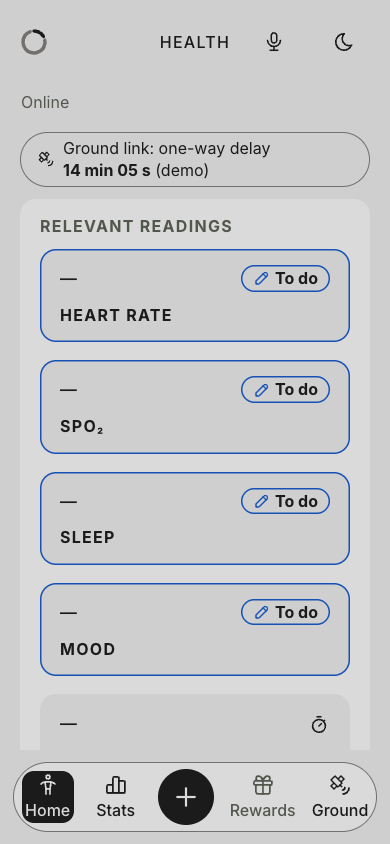 HEALTH
Online
Ground link: one-way delay
14 min 05 s (demo)
RELEVANT READINGS
—
To do
HEART RATE
—
To do
SPO₂
—
To do
SLEEP
—
To do
MOOD
—
Home
Stats
Rewards
Ground